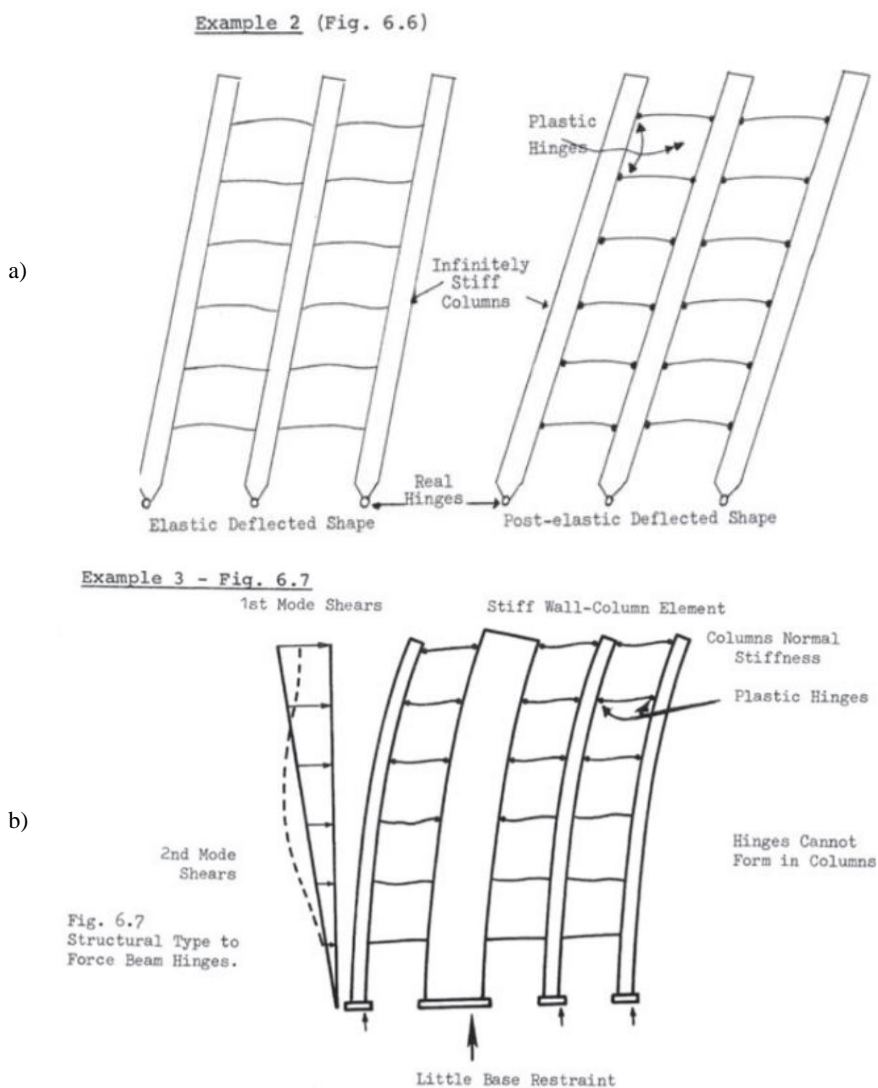 Example 2 (Fig. 6.6)
Plastic
Hinges
a)
Infinitely
Stiff
Columns
Real
Hinges
Elastic Deflected Shape
Post-elastic Deflected Shape
Example 3 - Fig. 6.7
1st Mode Shears
Stiff Wall-Column Element
Columns Normal
Stiffness
Plastic Hinges
b)
2nd Mode
Shears
Hinges Cannot
Form in Columns
Fig. 6.7
Structural Type to
Force Beam Hinges.
Little Base Restraint